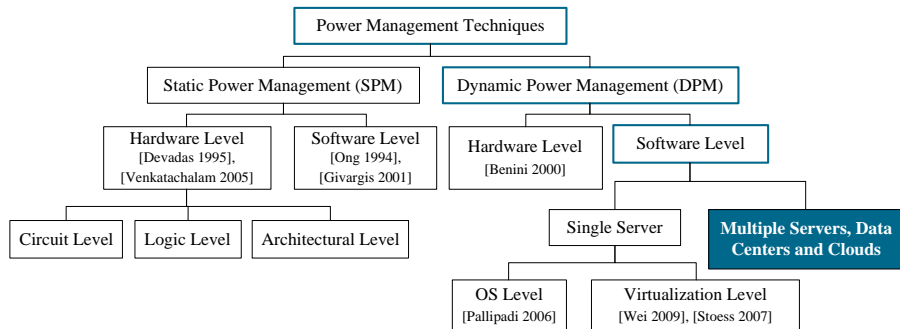 Power Management Techniques
Static Power Management (SPM)
Dynamic Power Management (DPM)
Hardware Level
[Devadas 1995],
[Venkatachalam 2005]
Software Level
[Ong 1994],
[Givargis 2001]
Hardware Level
[Benini 2000]
Software Level
Circuit Level
Logic Level
Architectural Level
Single Server
Multiple Servers, Data
Centers and Clouds
OS Level
[Pallipadi 2006]
Virtualization Level
[Wei 2009], [Stoess 2007]